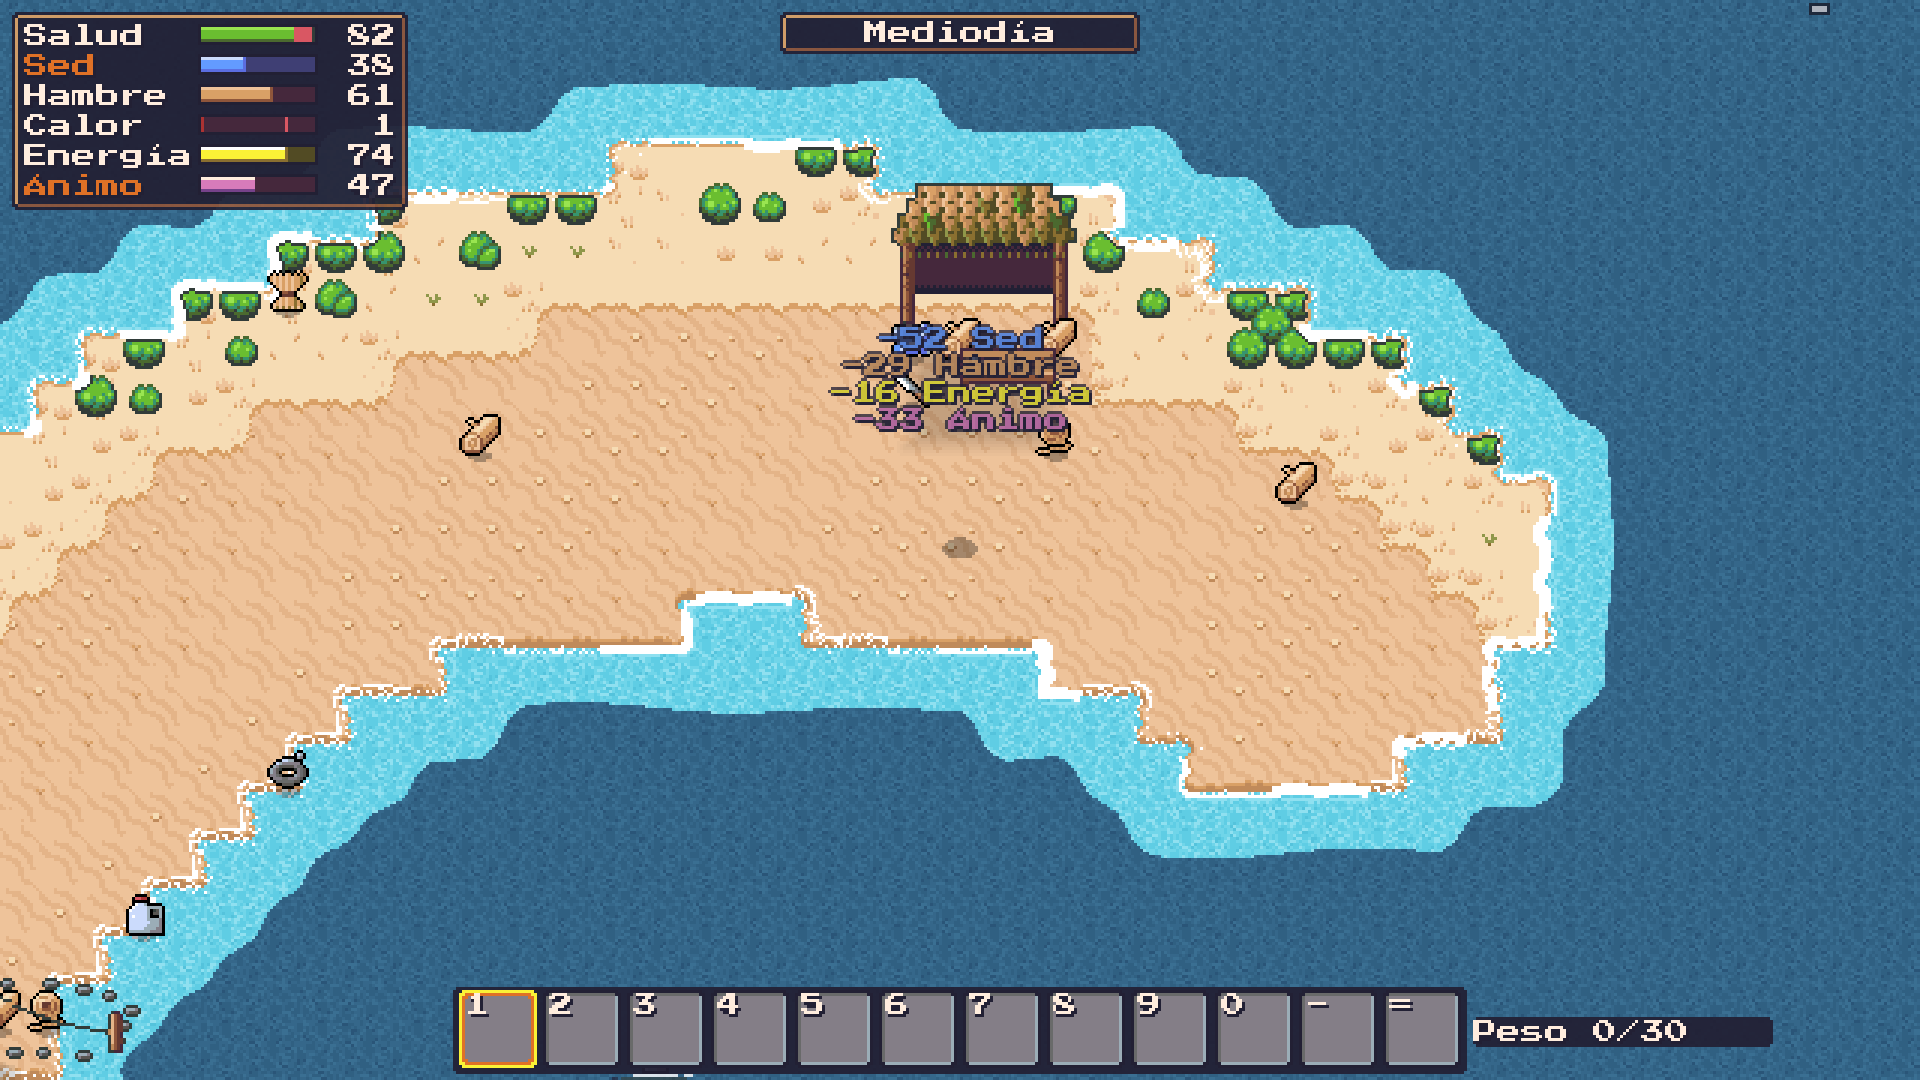 Salud 82
Sed 38
Hambre 61
Calor 1
Energía 74
Ánimo 47
Mediodía
-52 Sed
-29 Hambre
-16 Energía
-33 Ánimo
1 2 3 4 5 6 7 8 9 0 - =
Peso 0/30